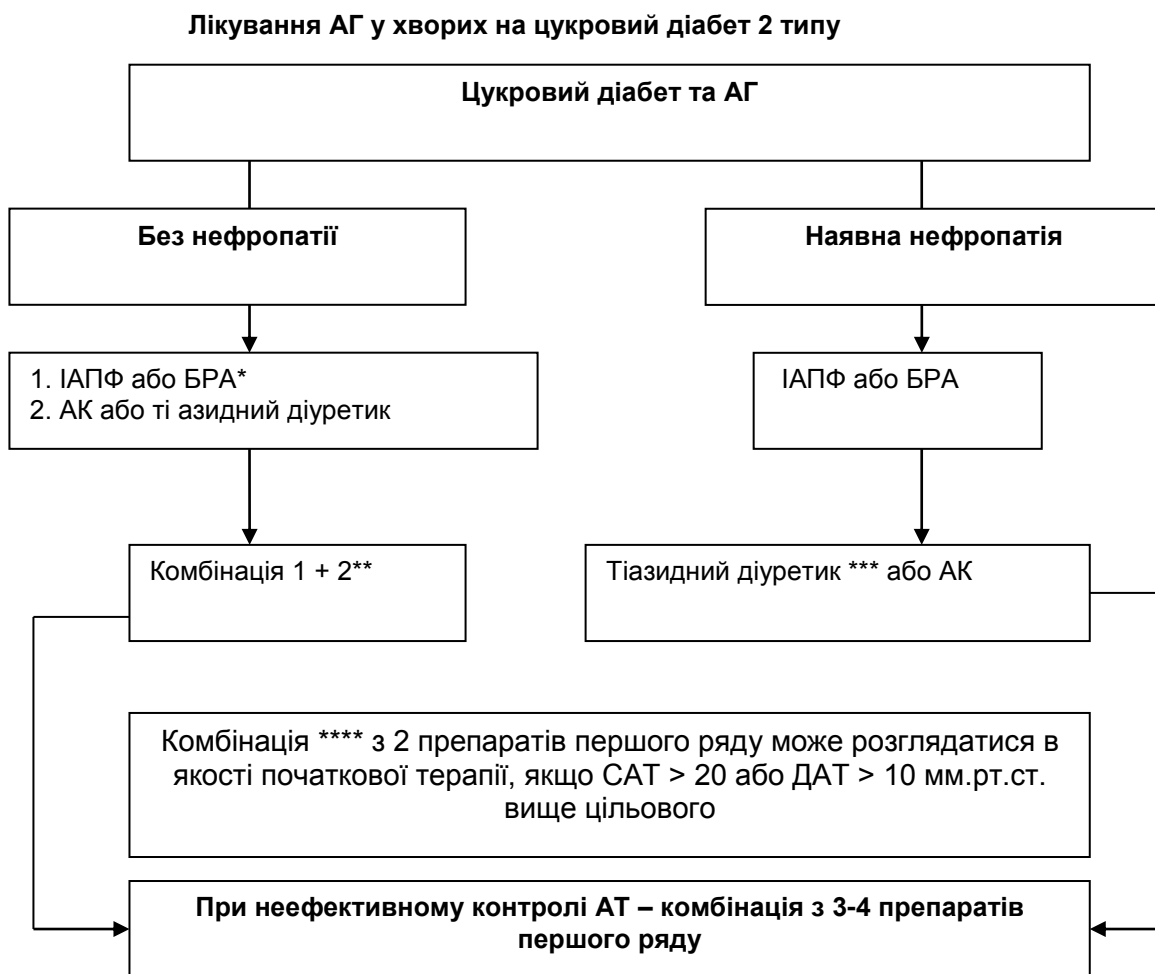 Лікування АГ у хворих на цукровий діабет 2 типу
Цукровий діабет та АГ
Без нефропатії
Наявна нефропатія
1. ІАПФ або БРА*
2. АК або ті азидний діуретик
ІАПФ або БРА
Комбінація 1 + 2**
Тіазидний діуретик *** або АК
Комбінація **** з 2 препаратів першого ряду може розглядатися в
якості початкової терапії, якщо САТ > 20 або ДАТ > 10 мм.рт.ст.
вище цільового
При неефективному контролі АТ – комбінація з 3-4 препаратів
першого ряду